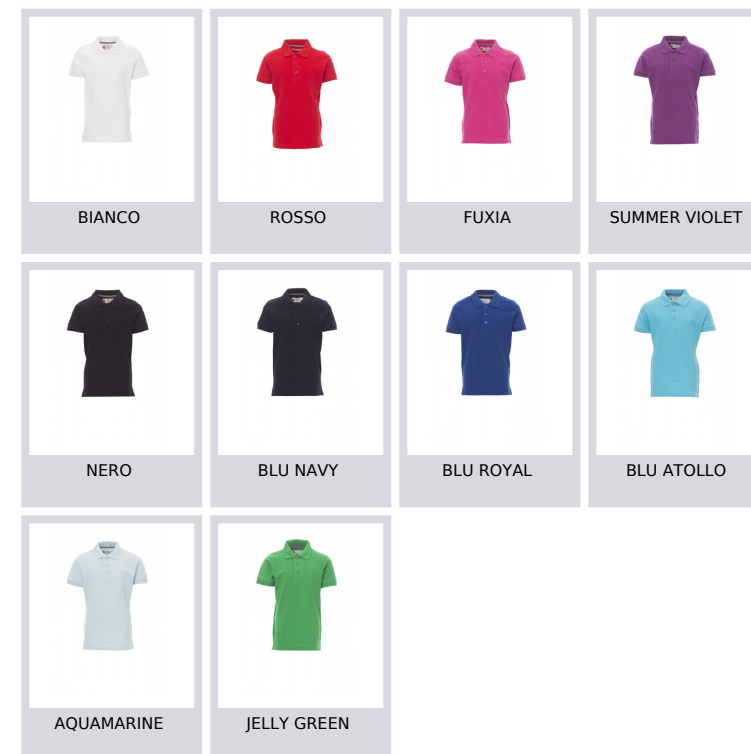 BIANCO
ROSSO
FUXIA
SUMMER VIOLET
NERO
BLU NAVY
BLU ROYAL
BLU ATOLLO
AQUAMARINE
JELLY GREEN